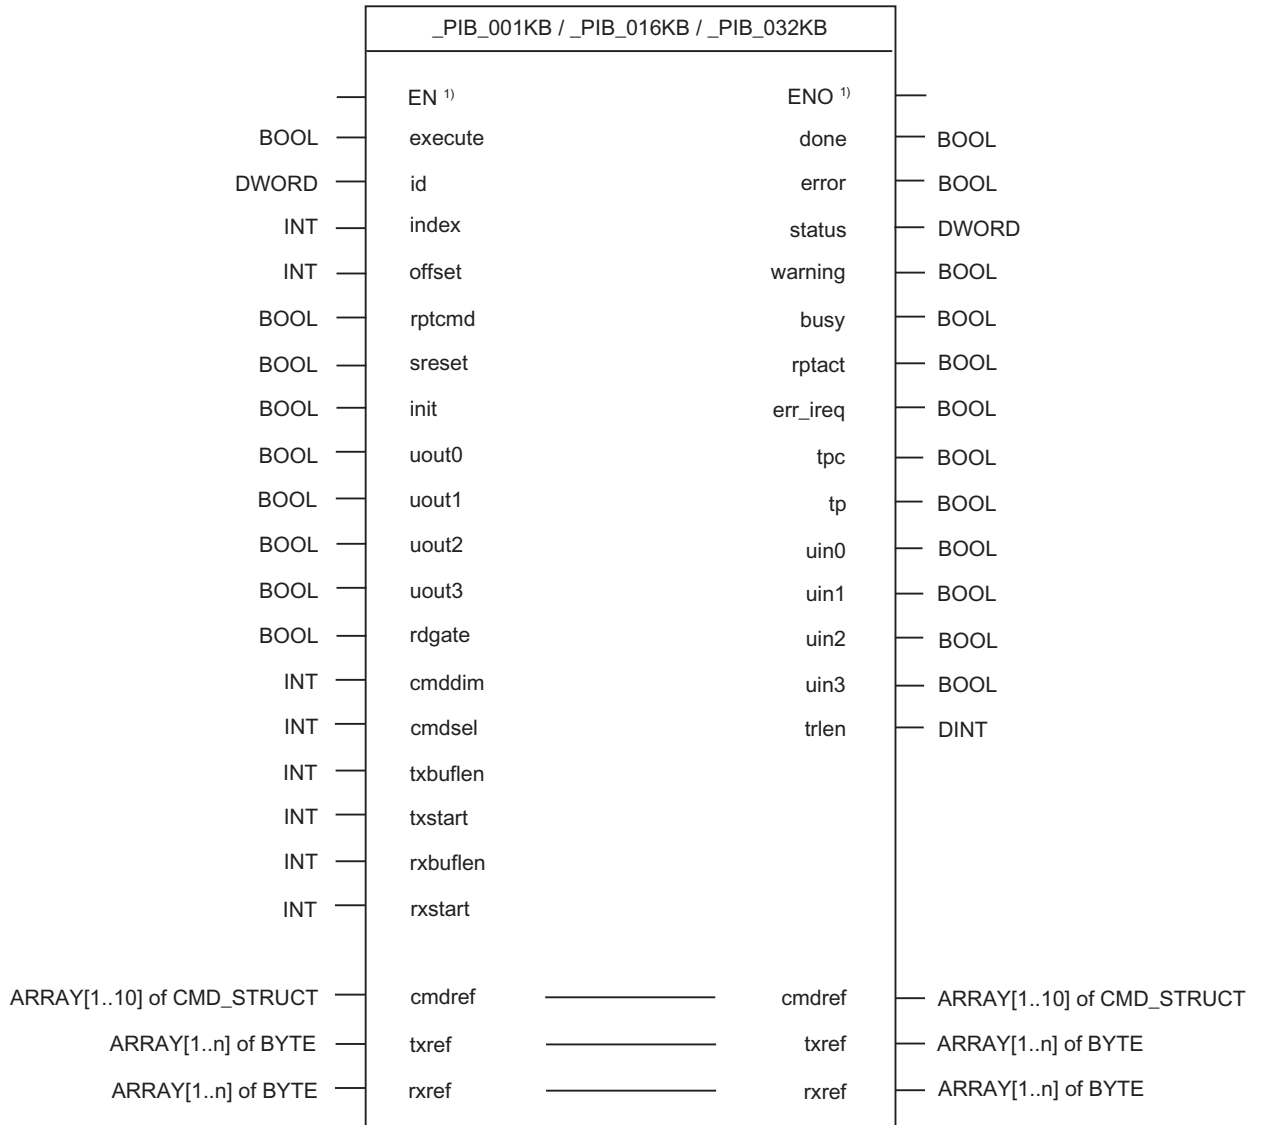 _PIB_001KB / _PIB_016KB / _PIB_032KB
EN 1) ENO 1)
BOOL execute done BOOL
DWORD id error BOOL
INT index status DWORD
INT offset warning BOOL
BOOL rptcmd busy BOOL
BOOL sreset rptact BOOL
BOOL init err_ireq BOOL
BOOL uout0 tpc BOOL
BOOL uout1 tp BOOL
BOOL uout2 uin0 BOOL
BOOL uout3 uin1 BOOL
BOOL rdgate uin2 BOOL
INT cmddim uin3 BOOL
INT cmdsel trlen DINT
INT txbuflen
INT txstart
INT rxbuflen
INT rxstart
ARRAY[1..10] of CMD_STRUCT cmdref cmdref ARRAY[1..10] of CMD_STRUCT
ARRAY[1..n] of BYTE txref txref ARRAY[1..n] of BYTE
ARRAY[1..n] of BYTE rxref rxref ARRAY[1..n] of BYTE